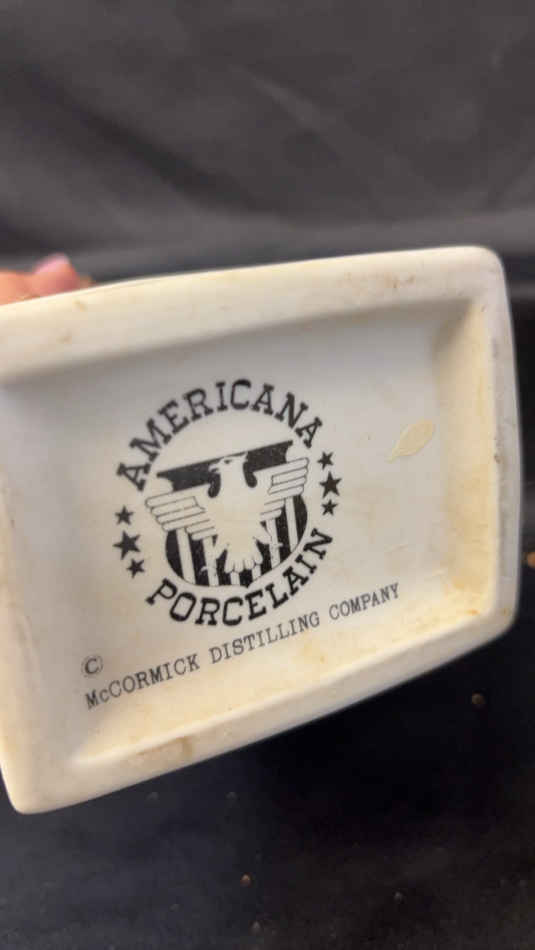 AMERICANA
PORCELAIN
©
McCORMICK DISTILLING COMPANY